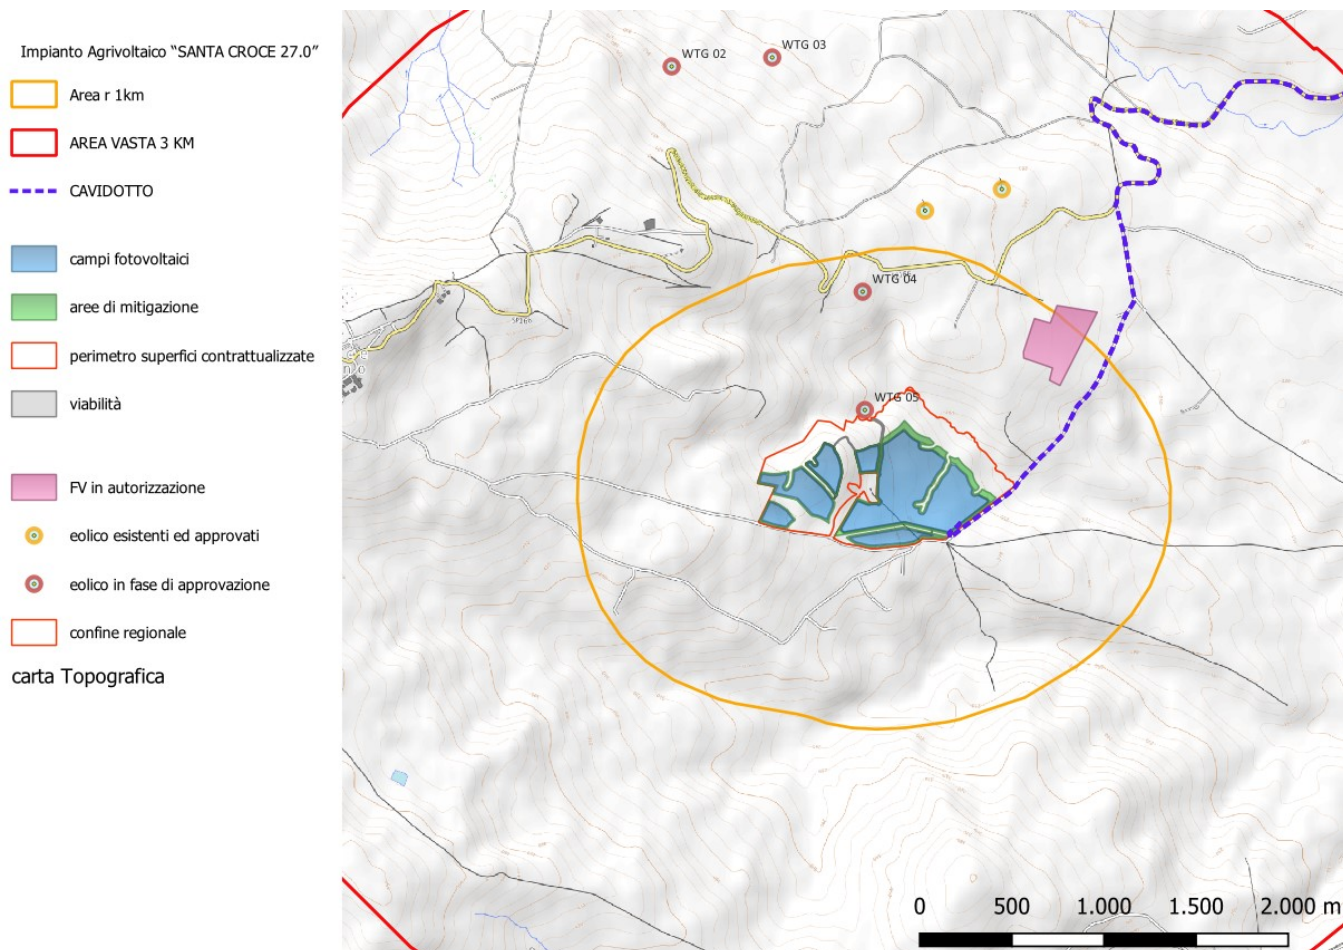 Impianto Agrivoltaico “SANTA CROCE 27.0”
Area r 1km
AREA VASTA 3 KM
CAVIDOTTO
campi fotovoltaici
aree di mitigazione
perimetro superfici contrattualizzate
viabilità
FV in autorizzazione
eolico esistenti ed approvati
eolico in fase di approvazione
confine regionale
carta Topografica
WTG 02
WTG 03
WTG 04
WTG 05
0 500 1.000 1.500 2.000 m